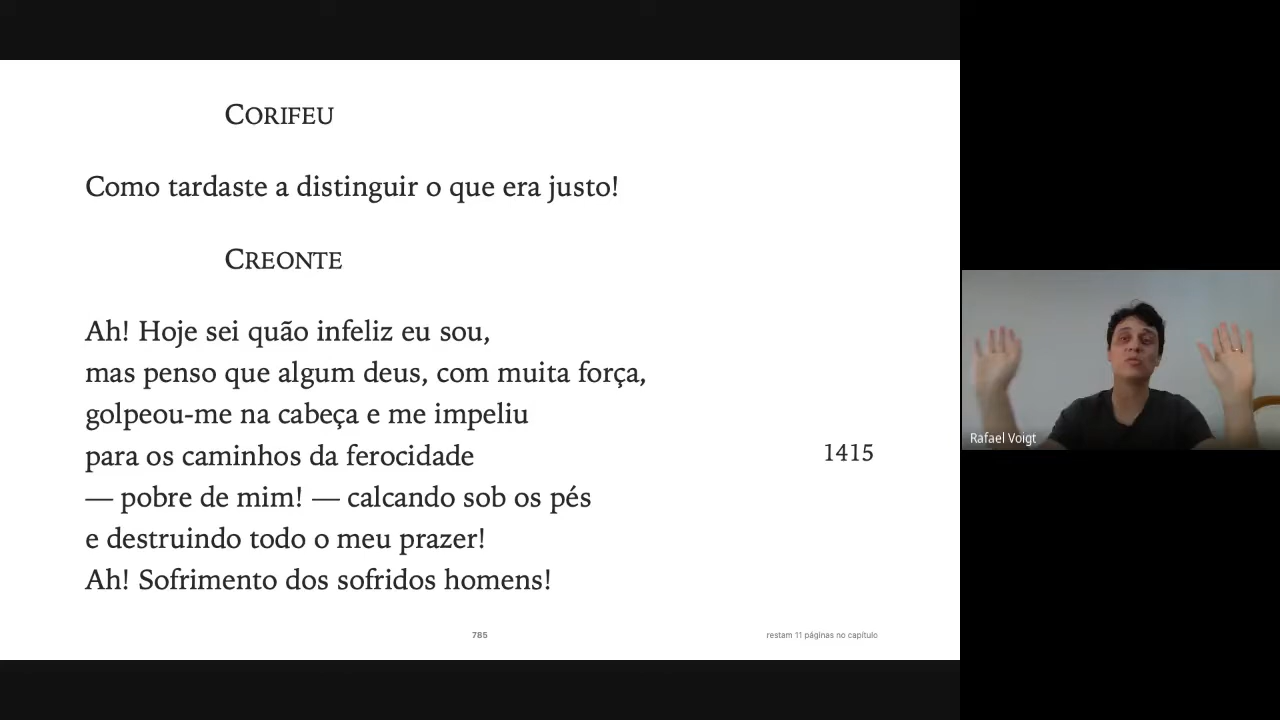 CORIFEU
Como tardaste a distinguir o que era justo!
CREONTE
Ah! Hoje sei quão infeliz eu sou,
mas penso que algum deus, com muita força,
golpeou-me na cabeça e me impeliu
para os caminhos da ferocidade
1415
— pobre de mim! — calcando sob os pés
e destruindo todo o meu prazer!
Ah! Sofrimento dos sofridos homens!
785
restam 11 páginas no capítulo
Rafael Voigt